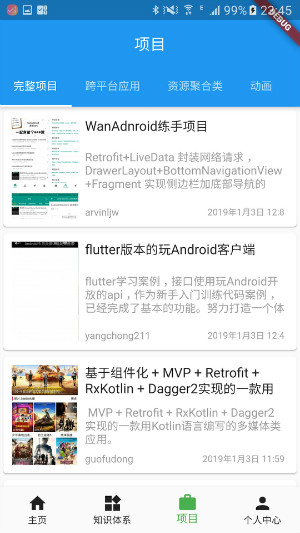 99% 22:45
DEBUG
项目
完整项目 跨平台应用 资源聚合类 动画
WanAdnroid练手项目
Retrofit+LiveData 封装网络请求，
DrawerLayout+BottomNavigationView
+Fragment 实现侧边栏加底部导航的
arvinljw 2019年1月3日 12:8
flutter版本的玩Android客户端
flutter学习案例，接口使用玩Android开
放的api，作为新手入门训练代码案例，
已经完成了基本的功能。努力打造一个体
yangchong211 2019年1月3日 12:4
基于组件化 + MVP + Retrofit +
RxKotlin + Dagger2实现的一款用
MVP + Retrofit + RxKotlin + Dagger2
实现的一款用Kotlin语言编写的多媒体类
应用。
guofudong 2019年1月3日 11:59
主页 知识体系 项目 个人中心